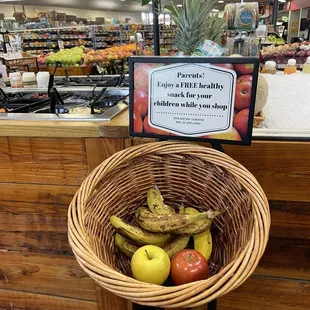 Parents!
Enjoy a FREE healthy
snack for your
children while you shop!